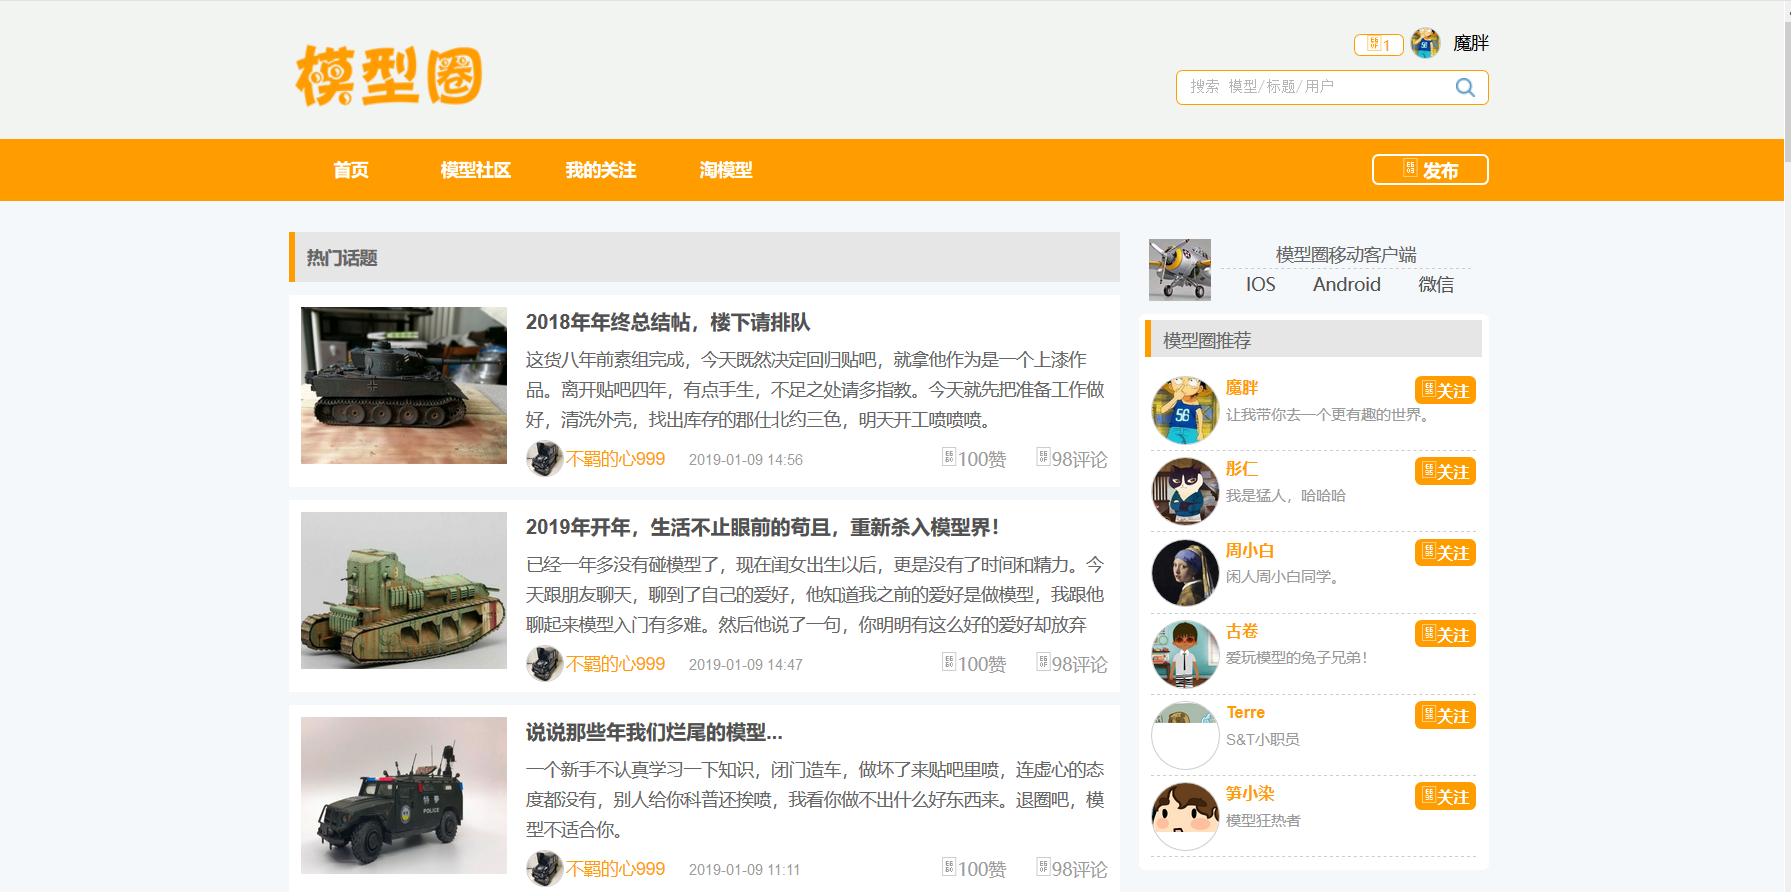 模型圈
1 魔胖
搜索 模型/标题/用户
首页 模型社区 我的关注 淘模型 发布
热门话题
2018年年终总结帖，楼下请排队
这货八年前素组完成，今天既然决定回归贴吧，就拿他作为是一个上漆作
品。离开贴吧四年，有点手生，不足之处请多指教。今天就先把准备工作做
好，清洗外壳，找出库存的郡仕北约三色，明天开工喷喷喷。
不羁的心999 2019-01-09 14:56 100赞 98评论
2019年开年，生活不止眼前的苟且，重新杀入模型界！
已经一年多没有碰模型了，现在闺女出生以后，更是没有了时间和精力。今
天跟朋友聊天，聊到了自己的爱好，他知道我之前的爱好是做模型，我跟他
聊起来模型入门有多难。然后他说了一句，你明明有这么好的爱好却放弃
不羁的心999 2019-01-09 14:47 100赞 98评论
特警
POLICE
说说那些年我们烂尾的模型...
一个新手不认真学习一下知识，闭门造车，做坏了来贴吧里喷，连虚心的态
度都没有，别人给你科普还挨喷，我看你做不出什么好东西来。退圈吧，模
型不适合你。
不羁的心999 2019-01-09 11:11 100赞 98评论
模型圈移动客户端
IOS Android 微信
模型圈推荐
56
魔胖 关注
让我带你去一个更有趣的世界。
彤仁 关注
我是猛人，哈哈哈
周小白 关注
闲人周小白同学。
古卷 关注
爱玩模型的兔子兄弟！
Terre 关注
S&T小职员
笋小染 关注
模型狂热者